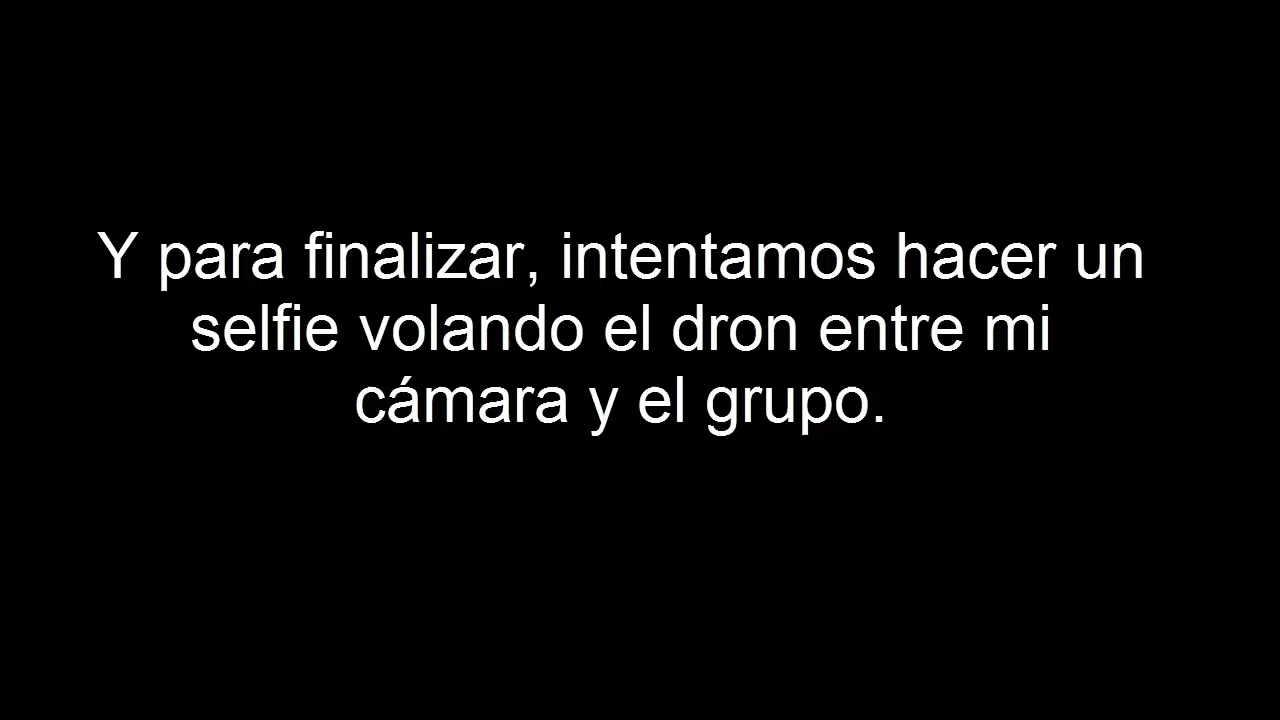 Y para finalizar, intentamos hacer un
selfie volando el dron entre mi
cámara y el grupo.